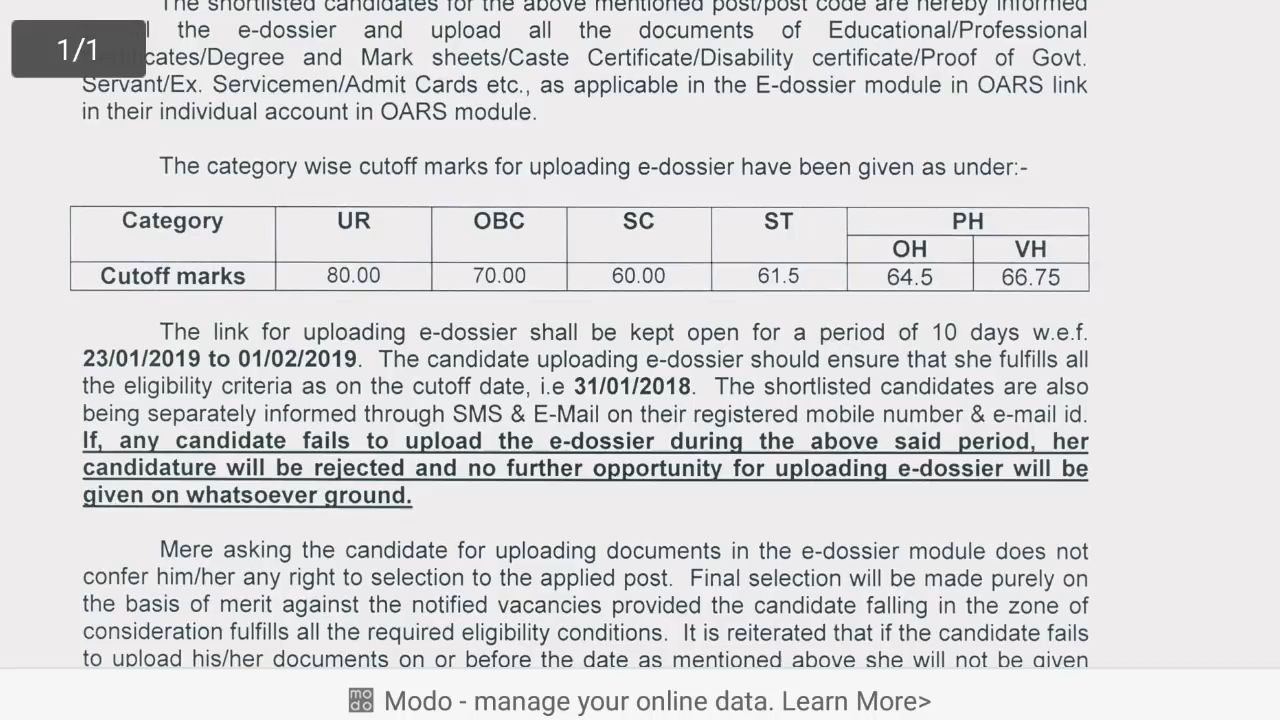 The shortlisted candidates for the above mentioned post/post code are hereby informed
the e-dossier and upload all the documents of Educational/Professional
1/1
cates/Degree and Mark sheets/Caste Certificate/Disability certificate/Proof of Govt.
Servant/Ex. Servicemen/Admit Cards etc., as applicable in the E-dossier module in OARS link
in their individual account in OARS module.
The category wise cutoff marks for uploading e-dossier have been given as under:-
Category UR OBC SC ST PH
OH VH
Cutoff marks 80.00 70.00 60.00 61.5 64.5 66.75
The link for uploading e-dossier shall be kept open for a period of 10 days w.e.f.
23/01/2019 to 01/02/2019. The candidate uploading e-dossier should ensure that she fulfills all
the eligibility criteria as on the cutoff date, i.e 31/01/2018. The shortlisted candidates are also
being separately informed through SMS & E-Mail on their registered mobile number & e-mail id.
If, any candidate fails to upload the e-dossier during the above said period, her
candidature will be rejected and no further opportunity for uploading e-dossier will be
given on whatsoever ground.
Mere asking the candidate for uploading documents in the e-dossier module does not
confer him/her any right to selection to the applied post. Final selection will be made purely on
the basis of merit against the notified vacancies provided the candidate falling in the zone of
consideration fulfills all the required eligibility conditions. It is reiterated that if the candidate fails
to upload his/her documents on or before the date as mentioned above she will not be given
modo Modo - manage your online data. Learn More>